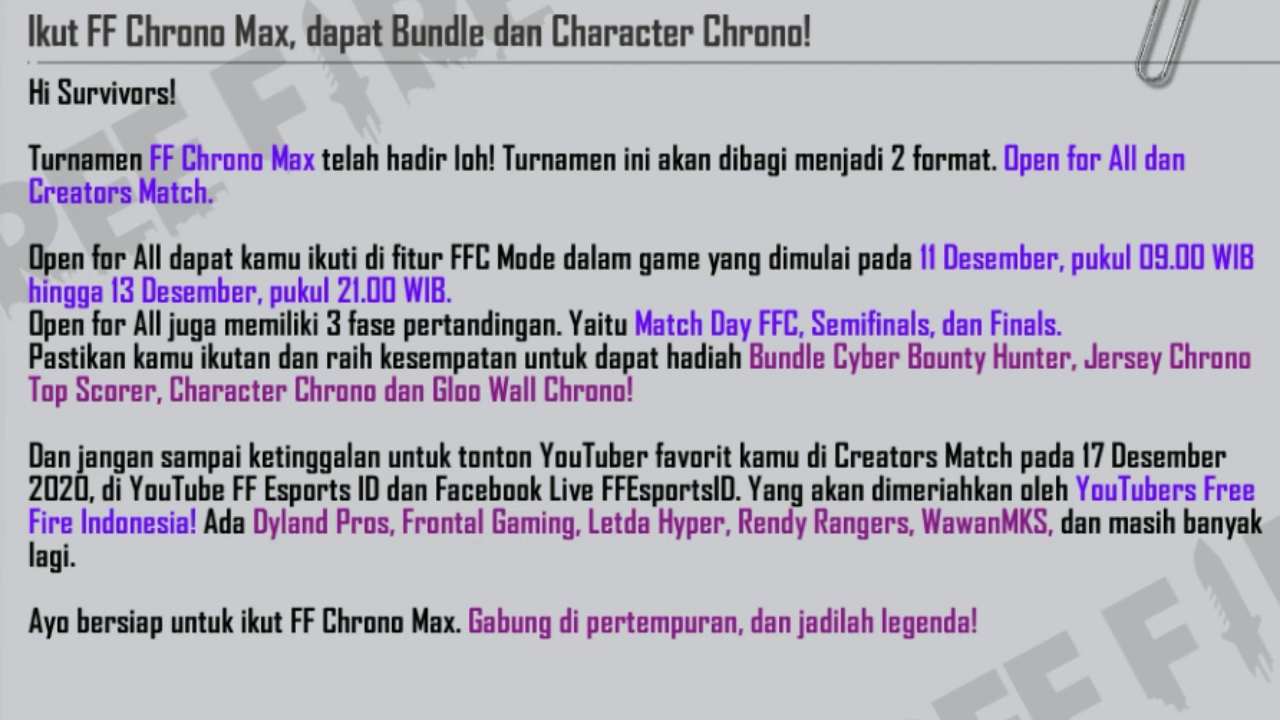 Ikut FF Chrono Max, dapat Bundle dan Character Chrono!
Hi Survivors!
Turnamen FF Chrono Max telah hadir loh! Turnamen ini akan dibagi menjadi 2 format. Open for All dan
Creators Match.
Open for All dapat kamu ikuti di fitur FFC Mode dalam game yang dimulai pada 11 Desember, pukul 09.00 WIB
hingga 13 Desember, pukul 21.00 WIB.
Open for All juga memiliki 3 fase pertandingan. Yaitu Match Day FFC, Semifinals, dan Finals.
Pastikan kamu ikutan dan raih kesempatan untuk dapat hadiah Bundle Cyber Bounty Hunter, Jersey Chrono
Top Scorer, Character Chrono dan Gloo Wall Chrono!
Dan jangan sampai ketinggalan untuk tonton YouTuber favorit kamu di Creators Match pada 17 Desember
2020, di YouTube FF Esports ID dan Facebook Live FFEsportsID. Yang akan dimeriahkan oleh YouTubers Free
Fire Indonesia! Ada Dyland Pros, Frontal Gaming, Letda Hyper, Rendy Rangers, WawanMKS, dan masih banyak
lagi.
Ayo bersiap untuk ikut FF Chrono Max. Gabung di pertempuran, dan jadilah legenda!